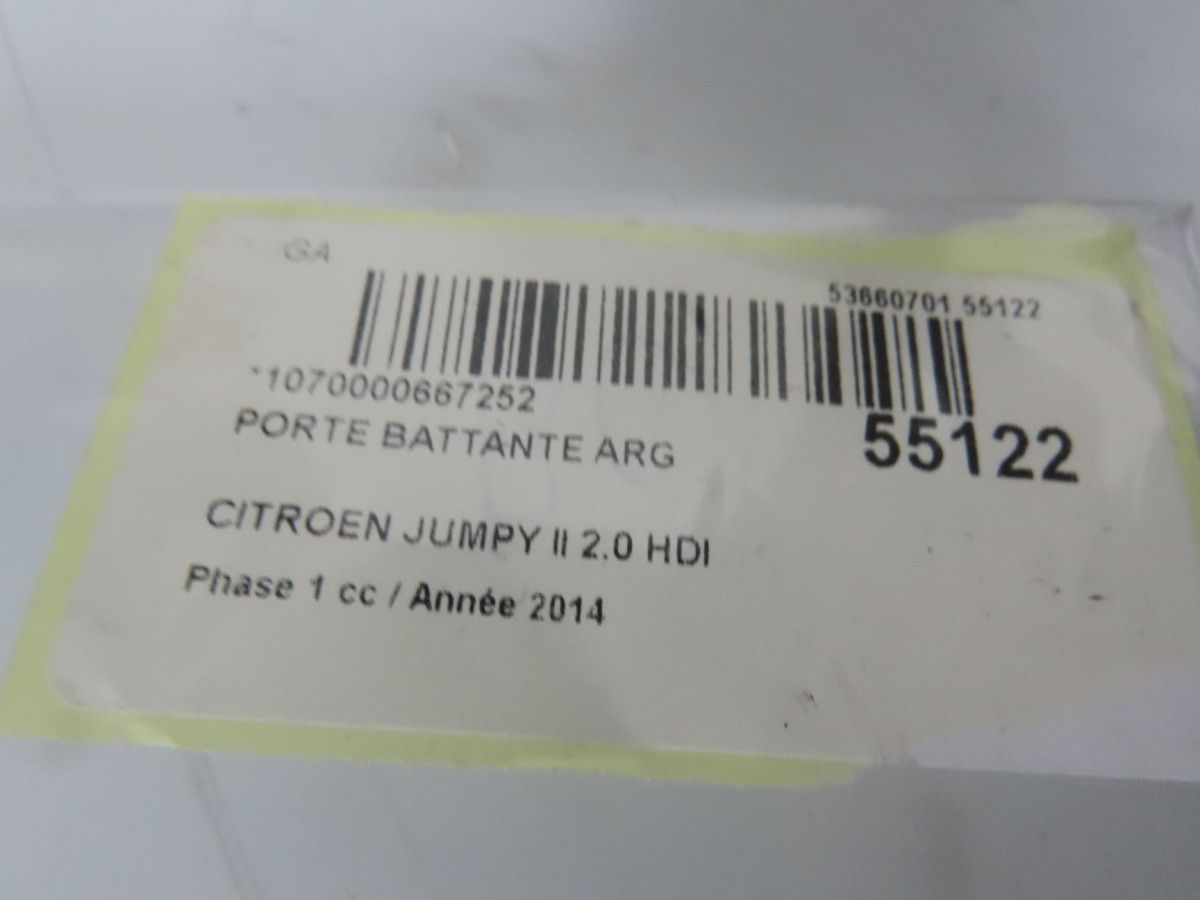 GA
53660701 55122
*1070000667252
55122
PORTE BATTANTE ARG
CITROEN JUMPY II 2.0 HDI
Phase 1 cc / Année 2014